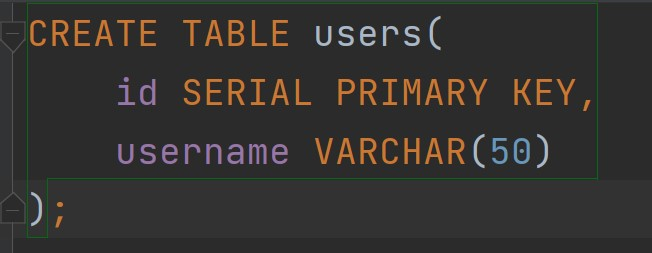 CREATE TABLE users(
    id SERIAL PRIMARY KEY,
    username VARCHAR(50)
);